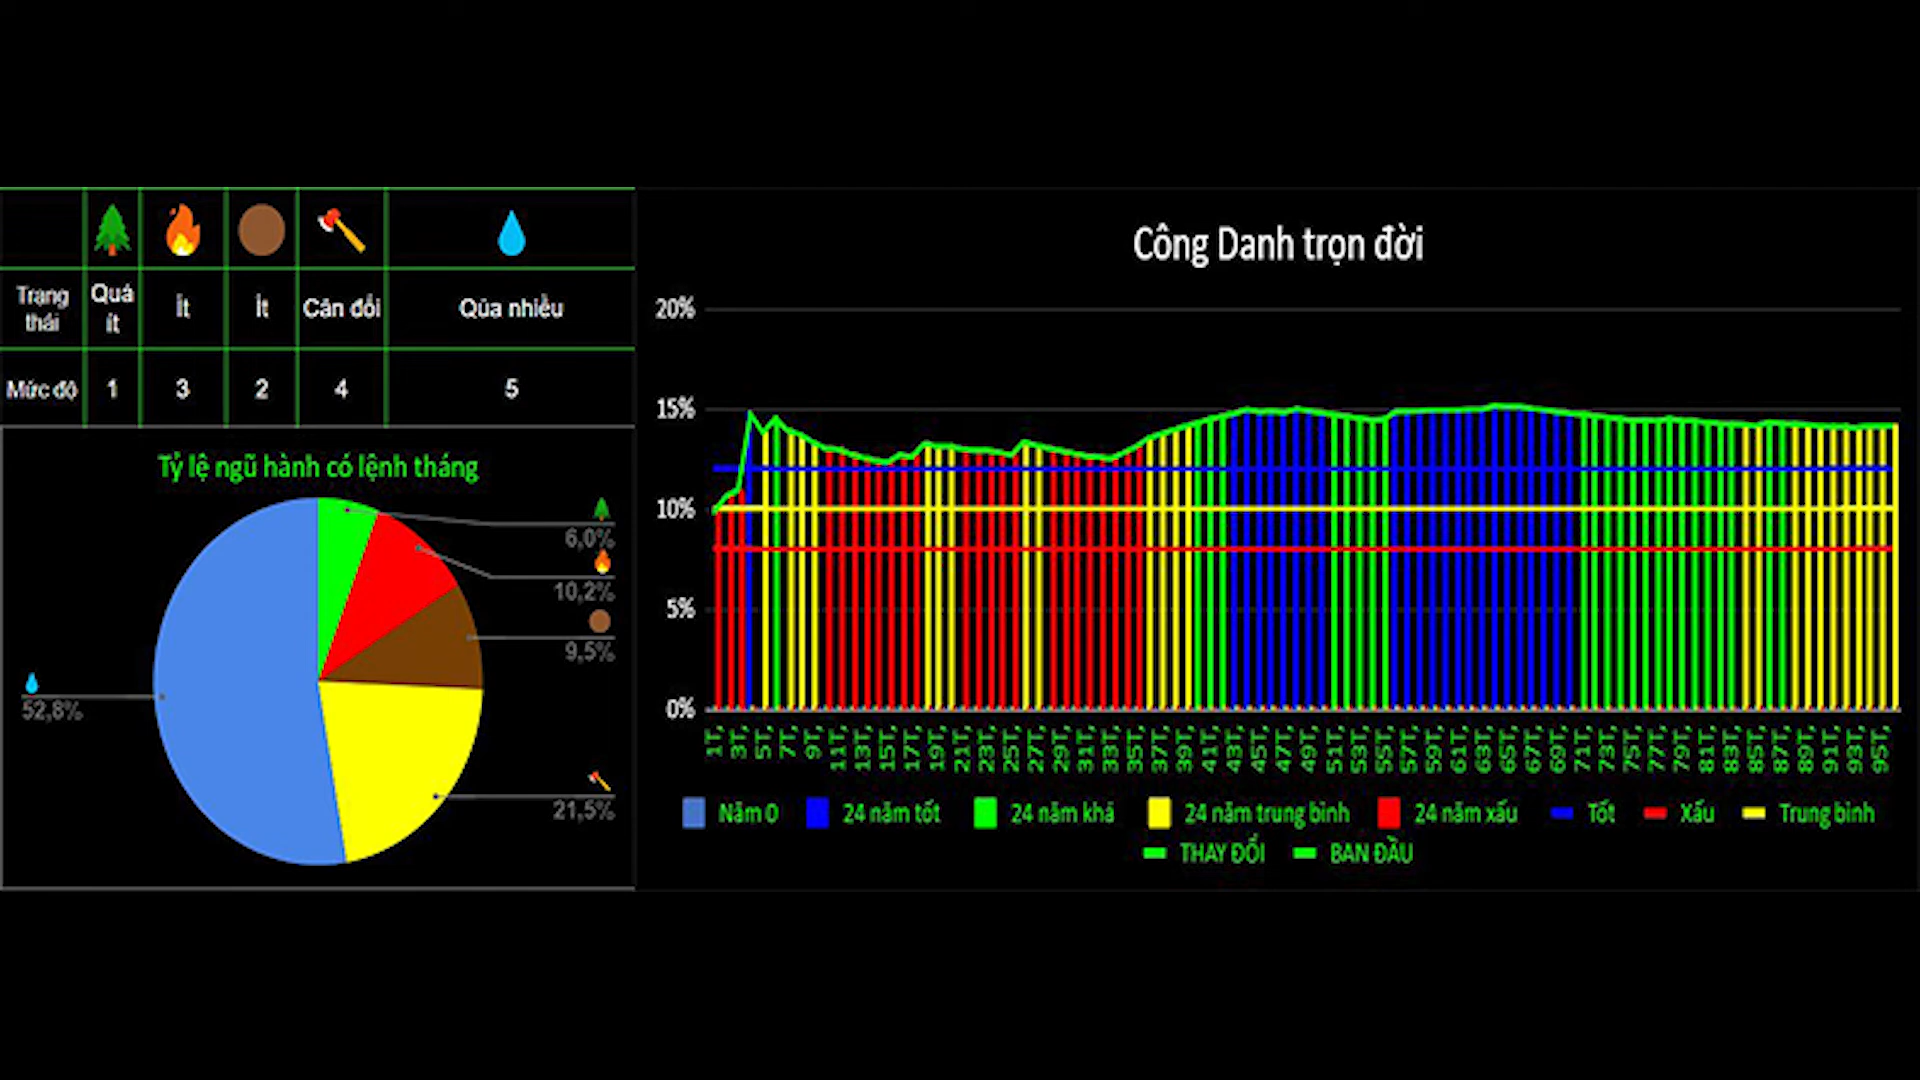 Trạng thái Quá ít Ít Ít Cân đối Qúa nhiều
Mức độ 1 3 2 4 5
Tỷ lệ ngũ hành có lệnh tháng
6,0%
10,2%
9,5%
52,8%
21,5%
Công Danh trọn đời
20%
15%
10%
5%
0%
1T, 3T, 5T, 7T, 9T, 11T, 13T, 15T, 17T, 19T, 21T, 23T, 25T, 27T, 29T, 31T, 33T, 35T, 37T, 39T, 41T, 43T, 45T, 47T, 49T, 51T, 53T, 55T, 57T, 59T, 61T, 63T, 65T, 67T, 69T, 71T, 73T, 75T, 77T, 79T, 81T, 83T, 85T, 87T, 89T, 91T, 93T, 95T,
Năm 0 24 năm tốt 24 năm khá 24 năm trung bình 24 năm xấu Tốt Xấu Trung bình
THAY ĐỔI BAN ĐẦU